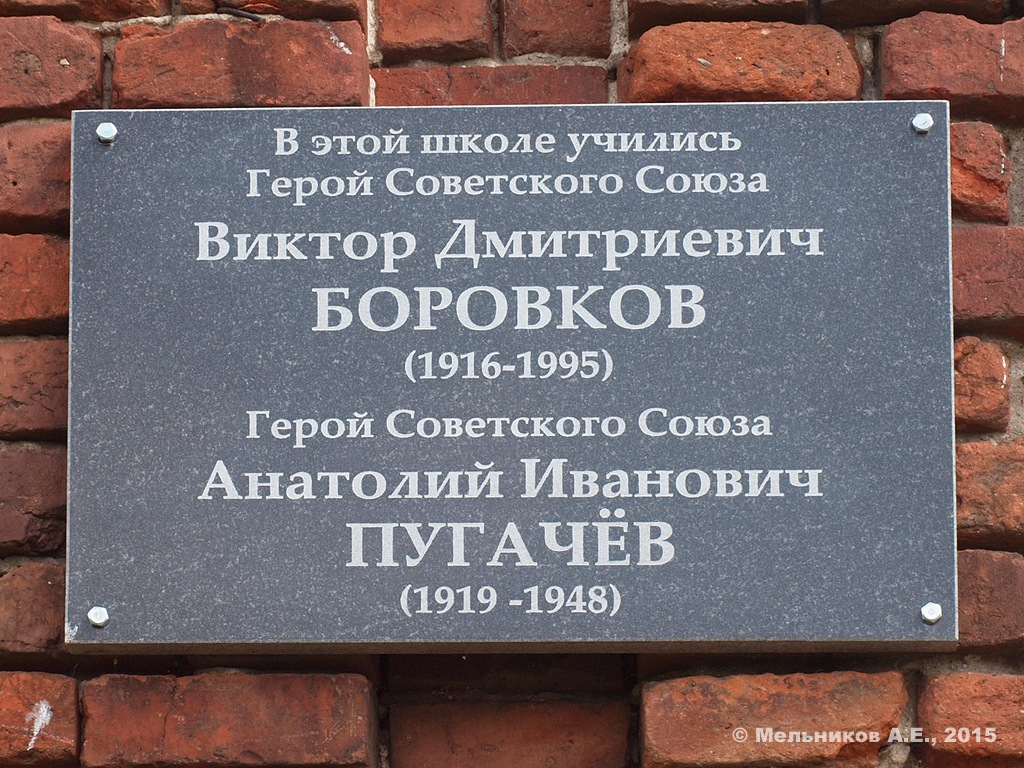 В этой школе учились
Герой Советского Союза
Виктор Дмитриевич
БОРОВКОВ
(1916-1995)
Герой Советского Союза
Анатолий Иванович
ПУГАЧЁВ
(1919 -1948)
© Мельников А.Е., 2015